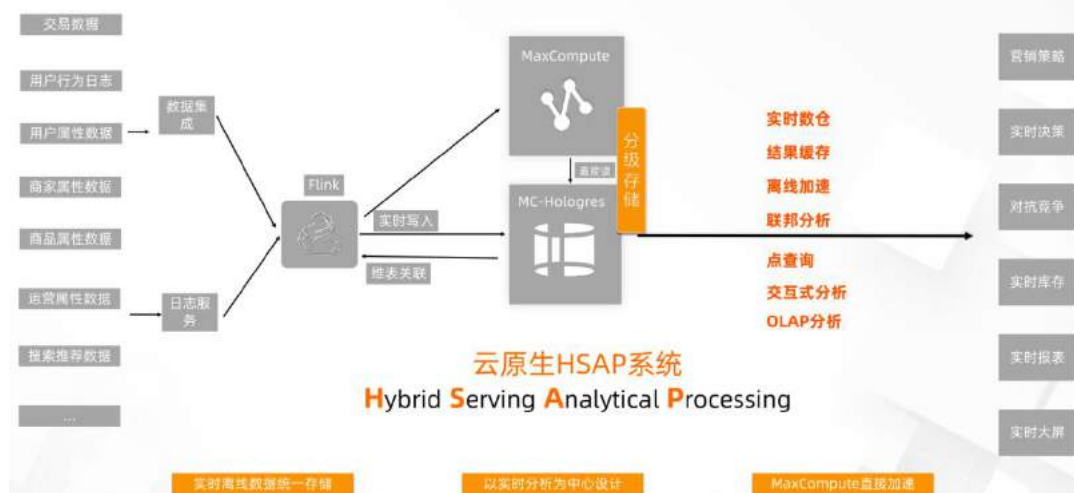 交易数据
用户行为日志
用户属性数据
商家属性数据
商品属性数据
运营属性数据
搜索推荐数据
...
数据集
成
日志服
务
Flink
实时写入
维表关联
MaxCompute
直接读
MC-Hologres
分级存储
实时数仓
结果缓存
离线加速
联邦分析
点查询
交互式分析
OLAP分析
营销策略
实时决策
对抗竞争
实时库存
实时报表
实时大屏
云原生HSAP系统
Hybrid Serving Analytical Processing
实时离线数据统一存储
以实时分析为中心设计
MaxCompute直接加速